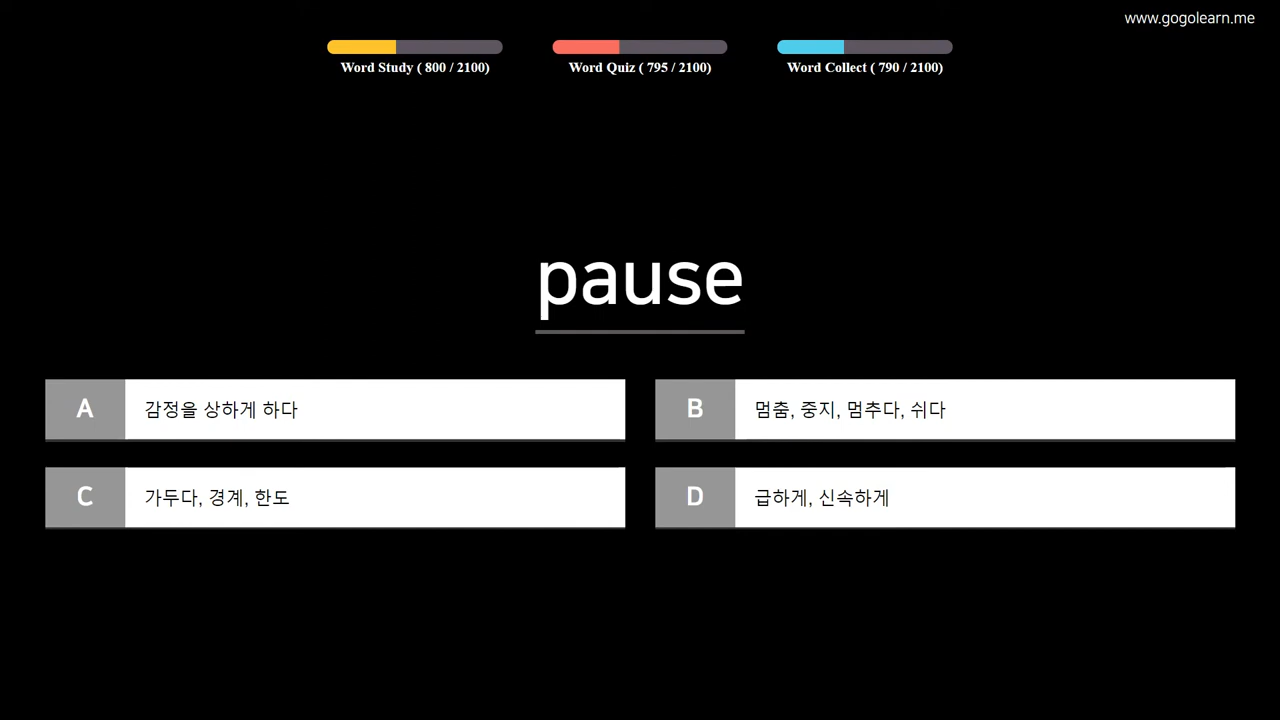 www.gogolearn.me
Word Study ( 800 / 2100)
Word Quiz ( 795 / 2100)
Word Collect ( 790 / 2100)
pause
A 감정을 상하게 하다
B 멈춤, 중지, 멈추다, 쉬다
C 가두다, 경계, 한도
D 급하게, 신속하게